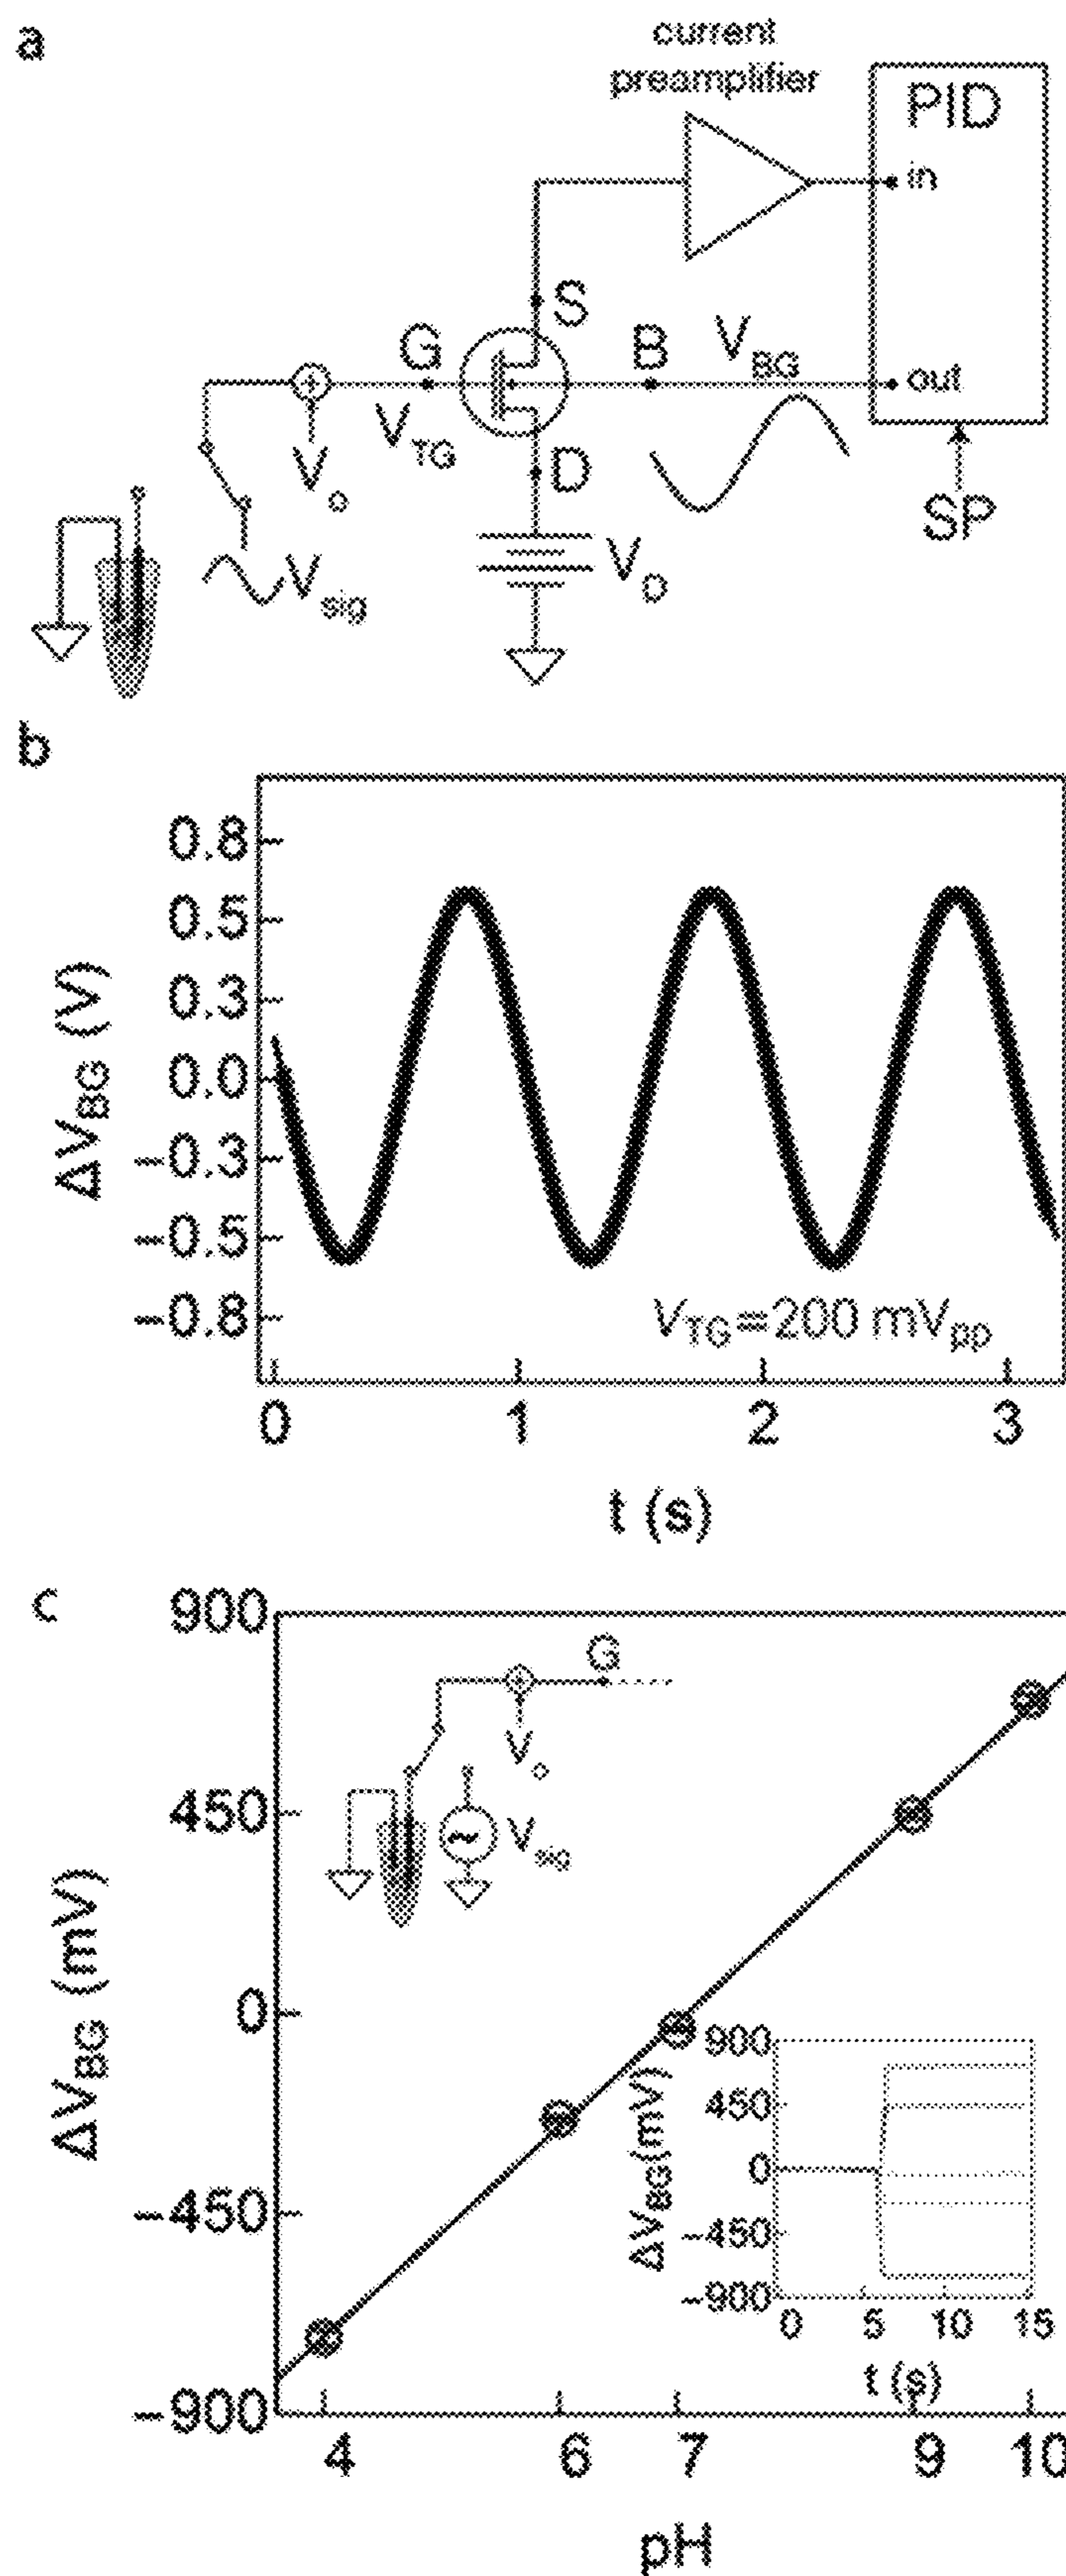 a
current
preamplifier
PID
in
S
G
B
V_BG
out
V_TG
V_o
D
SP
V_sig
V_D
b
0.8
0.5
0.3
0.0
−0.3
−0.5
−0.8
ΔV_BG (V)
V_TG=200 mV_pp
0 1 2 3
t (s)
c
900
450
0
−450
−900
ΔV_BG (mV)
G
V_o
V_sig
~
900
450
0
−450
−900
ΔV_BG(mV)
0 5 10 15
t (s)
4 6 7 9 10
pH